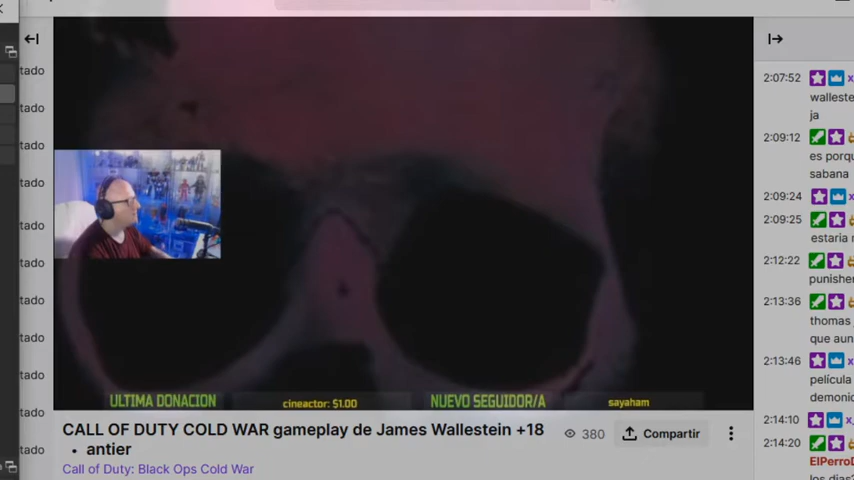 tado
tado
tado
tado
tado
tado
tado
tado
tado
tado
tado
ULTIMA DONACION
cineactor: $1.00
NUEVO SEGUIDOR/A
sayaham
CALL OF DUTY COLD WAR gameplay de James Wallestein +18
• antier
380
Compartir
Call of Duty: Black Ops Cold War
2:07:52
walleste
ja
2:09:12
es porqu
sabana
2:09:24
2:09:25
estaria r
2:12:22
punisher
2:13:36
thomas
que aun
2:13:46
película
demonic
2:14:10
2:14:20
ElPerroD
los dias?